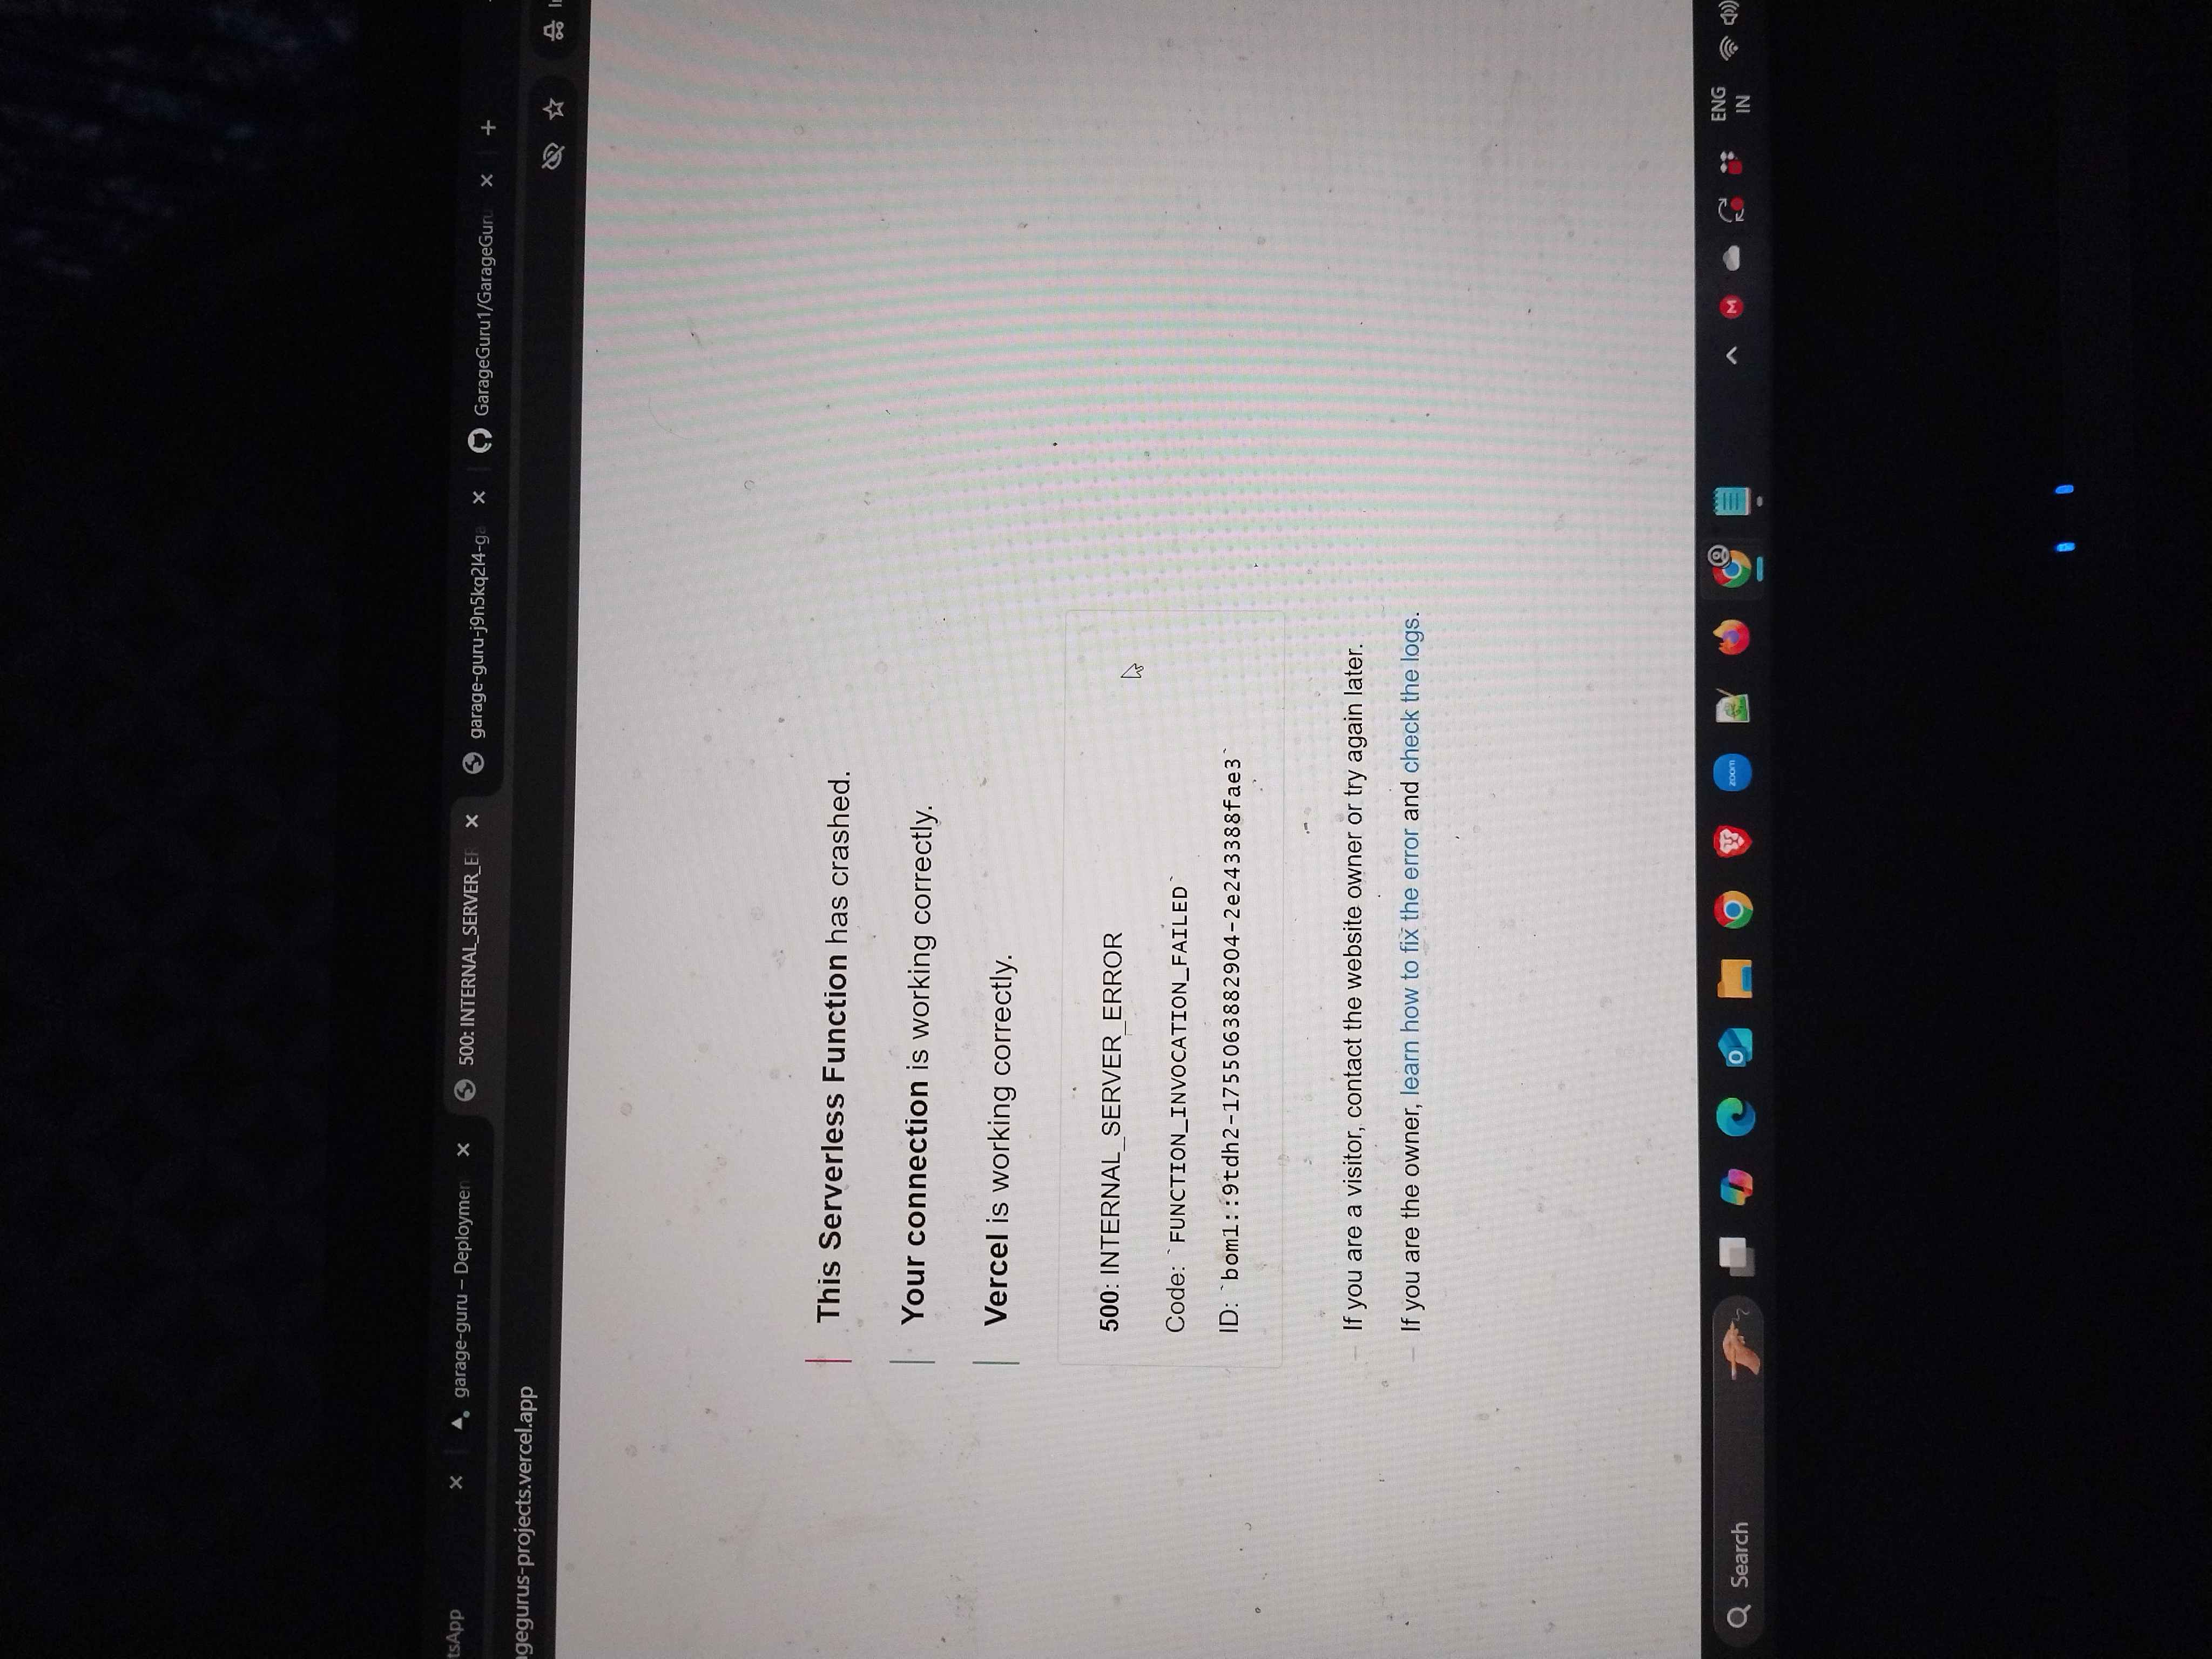 tsApp
garage-guru – Deploymen
500: INTERNAL_SERVER_ER
garage-guru-j9n5kq2l4-ga
GarageGuru1/GarageGuru
agegurus-projects.vercel.app
This Serverless Function has crashed.
Your connection is working correctly.
Vercel is working correctly.
500: INTERNAL_SERVER_ERROR
Code: `FUNCTION_INVOCATION_FAILED`
ID: `bom1::9tdh2-1755063882904-2e243388fae3`
If you are a visitor, contact the website owner or try again later.
If you are the owner, learn how to fix the error and check the logs.
Search
zoom
ENG
IN